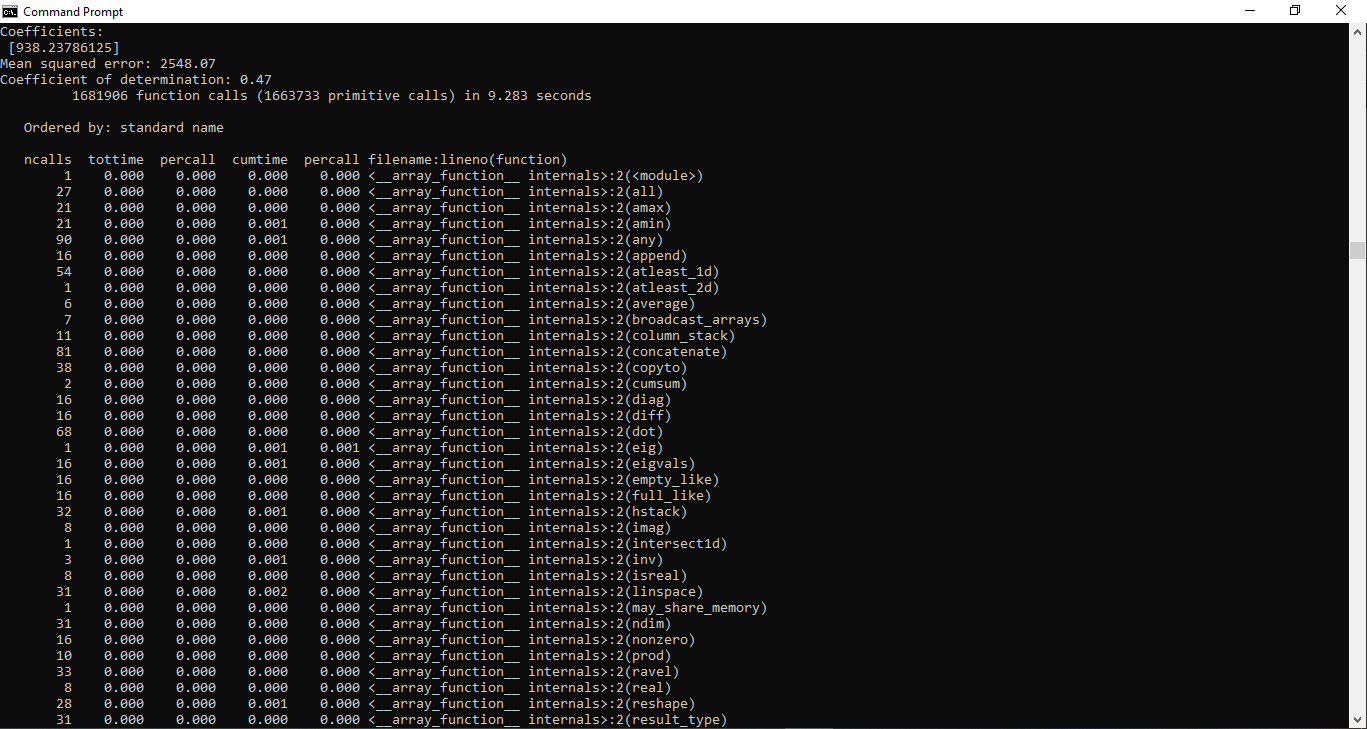 Command Prompt
Coefficients:
 [938.23786125]
Mean squared error: 2548.07
Coefficient of determination: 0.47
         1681906 function calls (1663733 primitive calls) in 9.283 seconds
   Ordered by: standard name
   ncalls  tottime  percall  cumtime  percall filename:lineno(function)
        1    0.000    0.000    0.000    0.000 <__array_function__ internals>:2(<module>)
       27    0.000    0.000    0.000    0.000 <__array_function__ internals>:2(all)
       21    0.000    0.000    0.000    0.000 <__array_function__ internals>:2(amax)
       21    0.000    0.000    0.001    0.000 <__array_function__ internals>:2(amin)
       90    0.000    0.000    0.001    0.000 <__array_function__ internals>:2(any)
       16    0.000    0.000    0.000    0.000 <__array_function__ internals>:2(append)
       54    0.000    0.000    0.000    0.000 <__array_function__ internals>:2(atleast_1d)
        1    0.000    0.000    0.000    0.000 <__array_function__ internals>:2(atleast_2d)
        6    0.000    0.000    0.000    0.000 <__array_function__ internals>:2(average)
        7    0.000    0.000    0.000    0.000 <__array_function__ internals>:2(broadcast_arrays)
       11    0.000    0.000    0.000    0.000 <__array_function__ internals>:2(column_stack)
       81    0.000    0.000    0.000    0.000 <__array_function__ internals>:2(concatenate)
       38    0.000    0.000    0.000    0.000 <__array_function__ internals>:2(copyto)
        2    0.000    0.000    0.000    0.000 <__array_function__ internals>:2(cumsum)
       16    0.000    0.000    0.000    0.000 <__array_function__ internals>:2(diag)
       16    0.000    0.000    0.000    0.000 <__array_function__ internals>:2(diff)
       68    0.000    0.000    0.000    0.000 <__array_function__ internals>:2(dot)
        1    0.000    0.000    0.001    0.001 <__array_function__ internals>:2(eig)
       16    0.000    0.000    0.001    0.000 <__array_function__ internals>:2(eigvals)
       16    0.000    0.000    0.000    0.000 <__array_function__ internals>:2(empty_like)
       16    0.000    0.000    0.000    0.000 <__array_function__ internals>:2(full_like)
       32    0.000    0.000    0.001    0.000 <__array_function__ internals>:2(hstack)
        8    0.000    0.000    0.000    0.000 <__array_function__ internals>:2(imag)
        1    0.000    0.000    0.000    0.000 <__array_function__ internals>:2(intersect1d)
        3    0.000    0.000    0.001    0.000 <__array_function__ internals>:2(inv)
        8    0.000    0.000    0.000    0.000 <__array_function__ internals>:2(isreal)
       31    0.000    0.000    0.002    0.000 <__array_function__ internals>:2(linspace)
        1    0.000    0.000    0.000    0.000 <__array_function__ internals>:2(may_share_memory)
       31    0.000    0.000    0.000    0.000 <__array_function__ internals>:2(ndim)
       16    0.000    0.000    0.000    0.000 <__array_function__ internals>:2(nonzero)
       10    0.000    0.000    0.000    0.000 <__array_function__ internals>:2(prod)
       33    0.000    0.000    0.000    0.000 <__array_function__ internals>:2(ravel)
        8    0.000    0.000    0.000    0.000 <__array_function__ internals>:2(real)
       28    0.000    0.000    0.001    0.000 <__array_function__ internals>:2(reshape)
       31    0.000    0.000    0.000    0.000 <__array_function__ internals>:2(result_type)